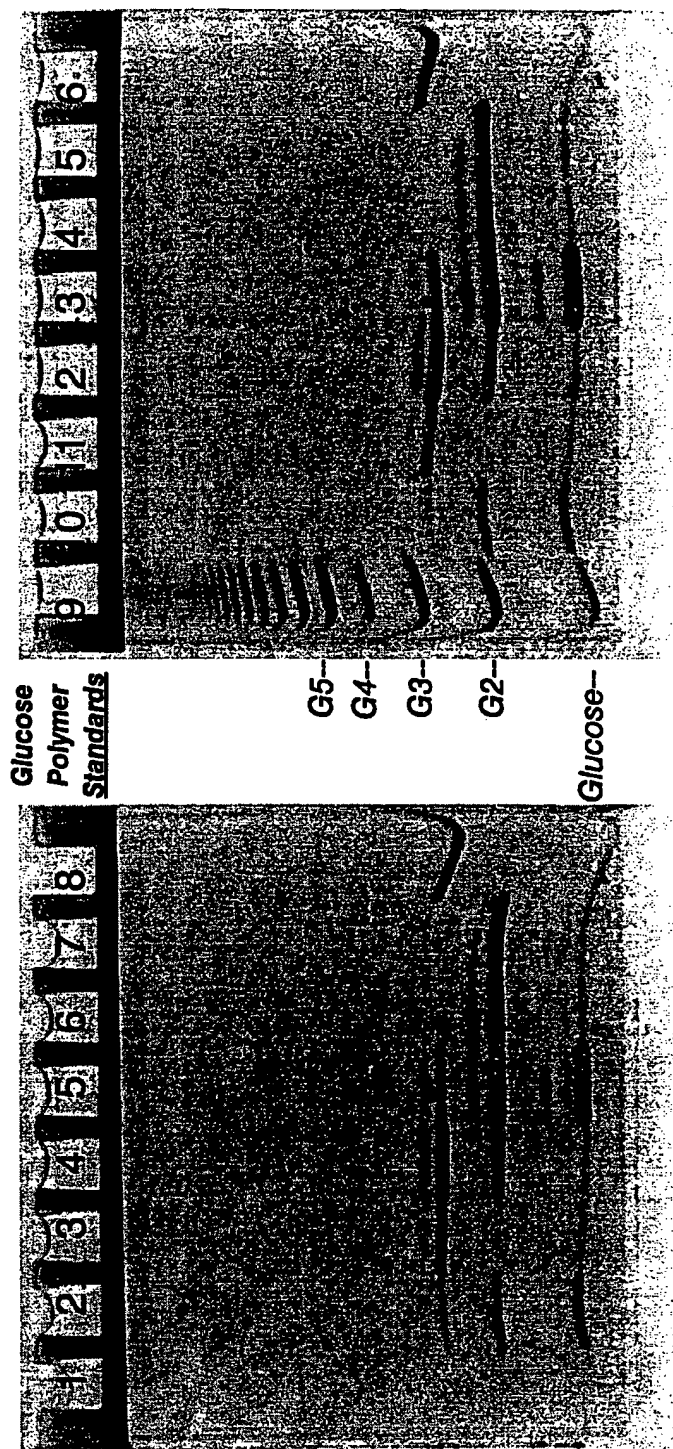 1 2 3 4 5 6 7 8
Glucose
Polymer
Standards
G5--
G4--
G3--
G2--
Glucose--
9 0 1 2 3 4 5 6